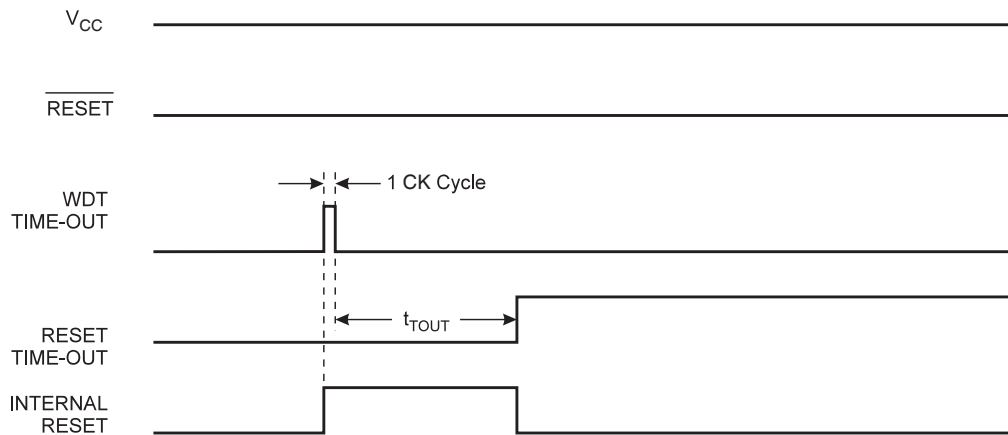 VCC
RESET
1 CK Cycle
WDT
TIME-OUT
tTOUT
RESET
TIME-OUT
INTERNAL
RESET